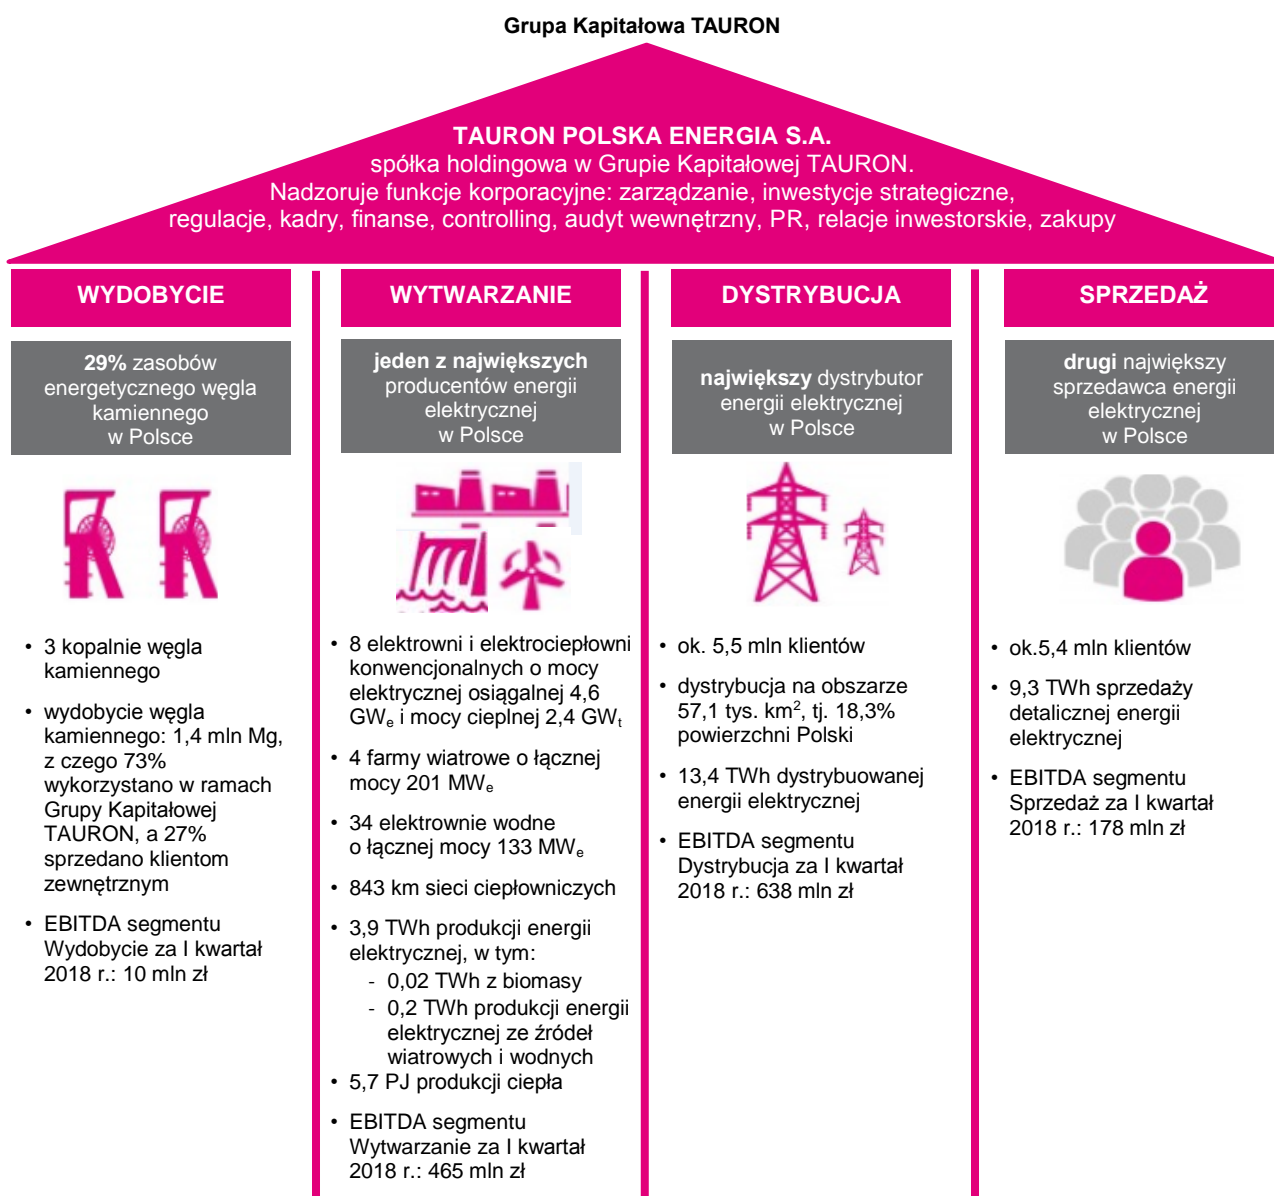 Grupa Kapitałowa TAURON
TAURON POLSKA ENERGIA S.A.
spółka holdingowa w Grupie Kapitałowej TAURON.
Nadzoruje funkcje korporacyjne: zarządzanie, inwestycje strategiczne,
regulacje, kadry, finanse, controlling, audyt wewnętrzny, PR, relacje inwestorskie, zakupy
WYDOBYCIE
29% zasobów
energetycznego węgla
kamiennego
w Polsce
• 3 kopalnie węgla
kamiennego
• wydobycie węgla
kamiennego: 1,4 mln Mg,
z czego 73%
wykorzystano w ramach
Grupy Kapitałowej
TAURON, a 27%
sprzedano klientom
zewnętrznym
• EBITDA segmentu
Wydobycie za I kwartał
2018 r.: 10 mln zł
WYTWARZANIE
jeden z największych
producentów energii
elektrycznej
w Polsce
• 8 elektrowni i elektrociepłowni
konwencjonalnych o mocy
elektrycznej osiągalnej 4,6
GWₑ i mocy cieplnej 2,4 GWₜ
• 4 farmy wiatrowe o łącznej
mocy 201 MWₑ
• 34 elektrownie wodne
o łącznej mocy 133 MWₑ
• 843 km sieci ciepłowniczych
• 3,9 TWh produkcji energii
elektrycznej, w tym:
- 0,02 TWh z biomasy
- 0,2 TWh produkcji energii
elektrycznej ze źródeł
wiatrowych i wodnych
• 5,7 PJ produkcji ciepła
• EBITDA segmentu
Wytwarzanie za I kwartał
2018 r.: 465 mln zł
DYSTRYBUCJA
największy dystrybutor
energii elektrycznej
w Polsce
• ok. 5,5 mln klientów
• dystrybucja na obszarze
57,1 tys. km², tj. 18,3%
powierzchni Polski
• 13,4 TWh dystrybuowanej
energii elektrycznej
• EBITDA segmentu
Dystrybucja za I kwartał
2018 r.: 638 mln zł
SPRZEDAŻ
drugi największy
sprzedawca energii
elektrycznej
w Polsce
• ok.5,4 mln klientów
• 9,3 TWh sprzedaży
detalicznej energii
elektrycznej
• EBITDA segmentu
Sprzedaż za I kwartał
2018 r.: 178 mln zł